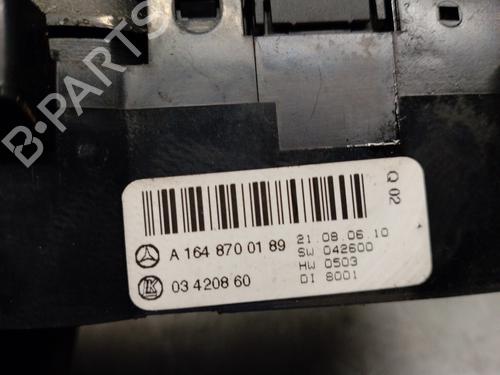 B-PARTS
Q 02
A 164 870 01 89
21.08.06.10
SW 042600
HW 0503
DI 8001
03 4208 60
LK